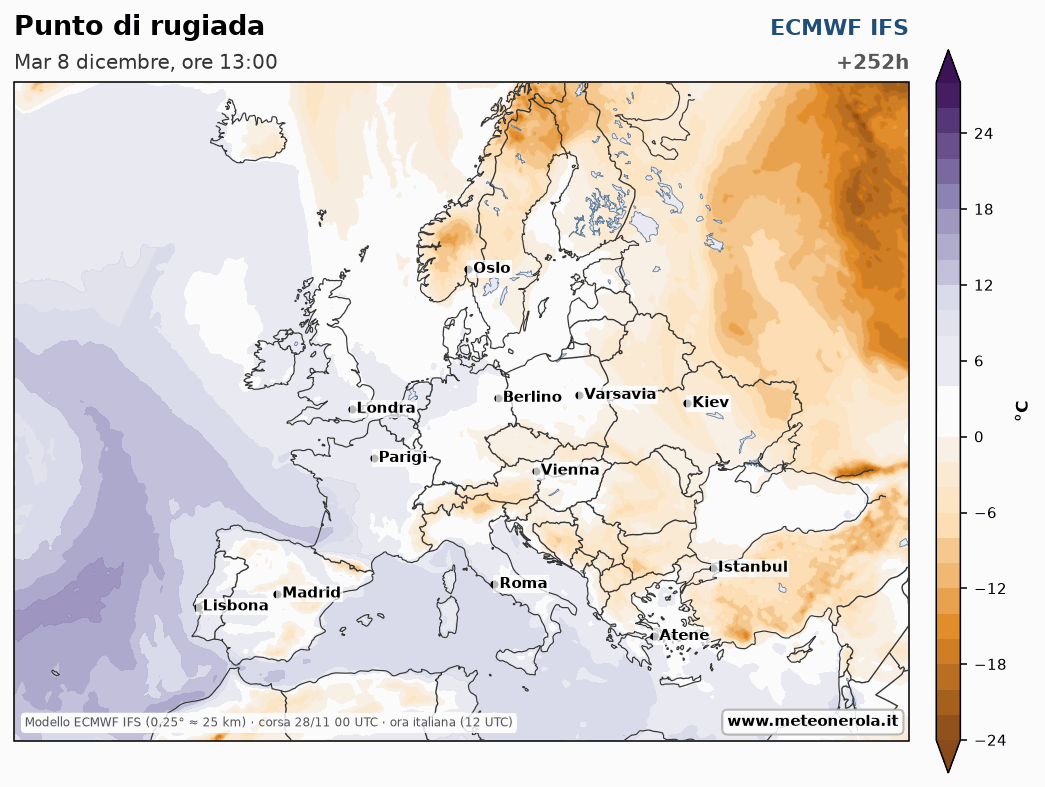 Punto di rugiada
ECMWF IFS
Mar 8 dicembre, ore 13:00
+252h
Oslo
Londra
Berlino
Varsavia
Kiev
Parigi
Vienna
Istanbul
Roma
Madrid
Lisbona
Atene
24
18
12
6
0
−6
−12
−18
−24
°C
Modello ECMWF IFS (0,25° ≈ 25 km) · corsa 28/11 00 UTC · ora italiana (12 UTC)
www.meteonerola.it